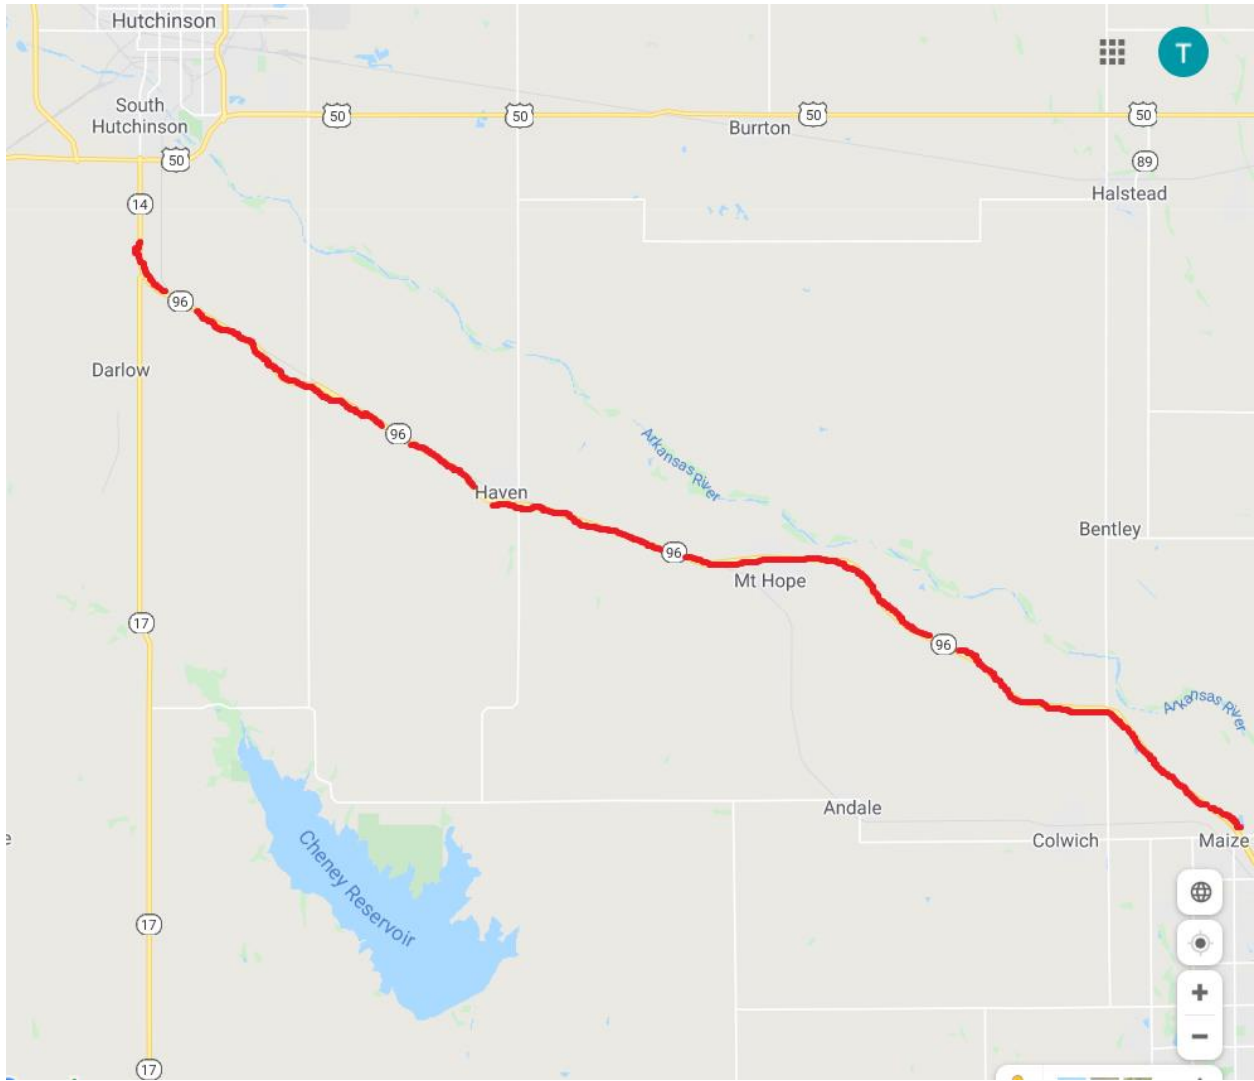 Hutchinson
T
South
Hutchinson
50
50
50
50
Burrton
50
89
Halstead
14
96
Darlow
96
Arkansas River
Haven
Bentley
96
Mt Hope
17
96
Arkansas River
Andale
e
Colwich
Maize
Cheney Reservoir
17
17